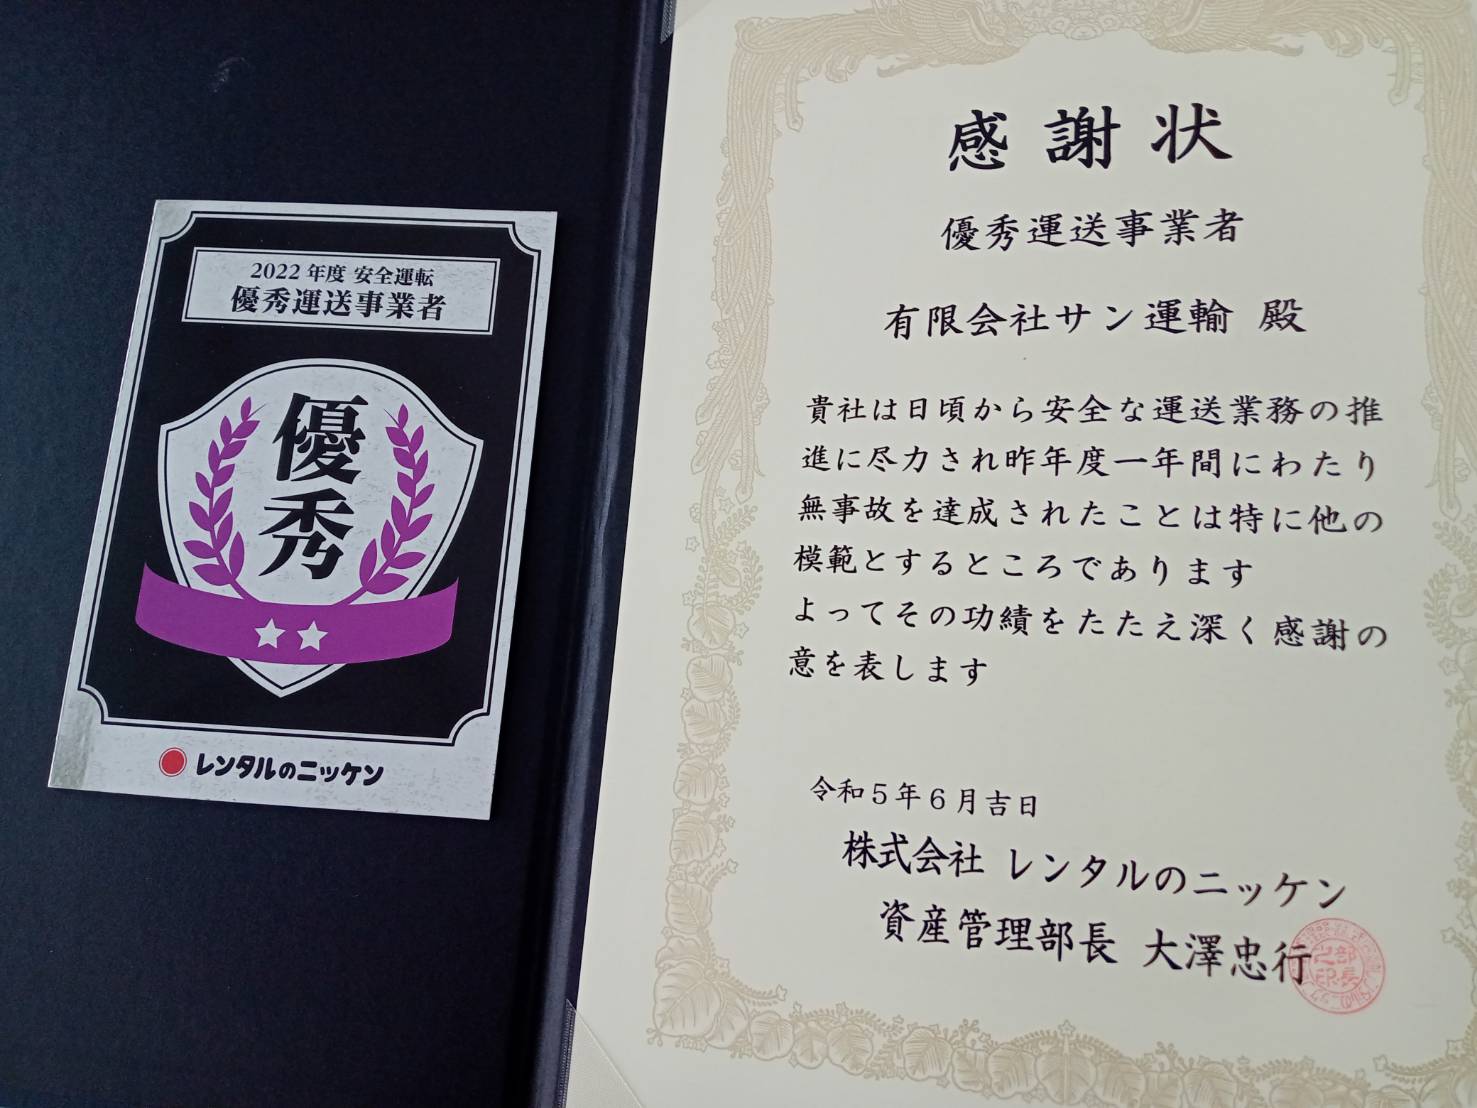 2022年度 安全運転
優秀運送事業者
優秀
レンタルのニッケン
感謝状
優秀運送事業者
有限会社サン運輸 殿
貴社は日頃から安全な運送業務の推
進に尽力され昨年度一年間にわたり
無事故を達成されたことは特に他の
模範とするところであります
よってその功績をたたえ深く感謝の
意を表します
令和5年6月吉日
株式会社 レンタルのニッケン
資産管理部長 大澤忠行